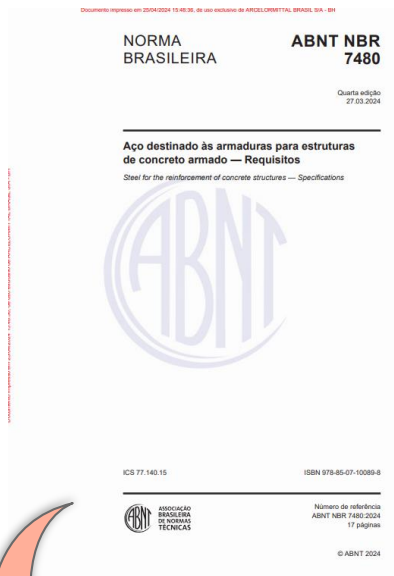 Documento impresso em 25/04/2024 15:48:36, de uso exclusivo de ARCELORMITTAL BRASIL S/A - BH
NORMA
BRASILEIRA
ABNT NBR
7480
Quarta edição
27.03.2024
Aço destinado às armaduras para estruturas
de concreto armado — Requisitos
Steel for the reinforcement of concrete structures — Specifications
ABNT
ICS 77.140.15
ISBN 978-85-07-10089-8
ABNT
ASSOCIAÇÃO
BRASILEIRA
DE NORMAS
TÉCNICAS
Número de referência
ABNT NBR 7480:2024
17 páginas
© ABNT 2024